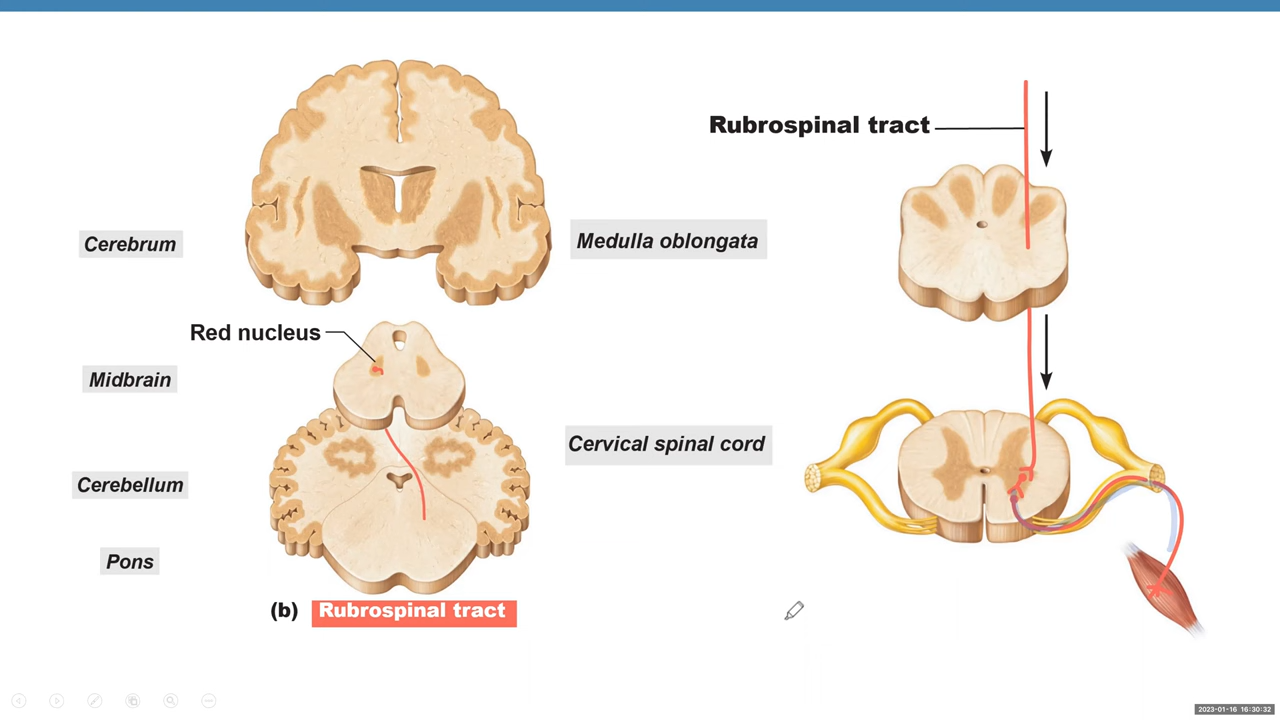 Rubrospinal tract
Cerebrum
Medulla oblongata
Red nucleus
Midbrain
Cervical spinal cord
Cerebellum
Pons
(b) Rubrospinal tract
2023-01-16 16:30:32